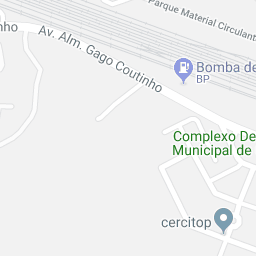 Parque Material Circulant
nho
Av. Alm. Gago Coutinho
Bomba de
BP
Complexo De
Municipal de
cercitop